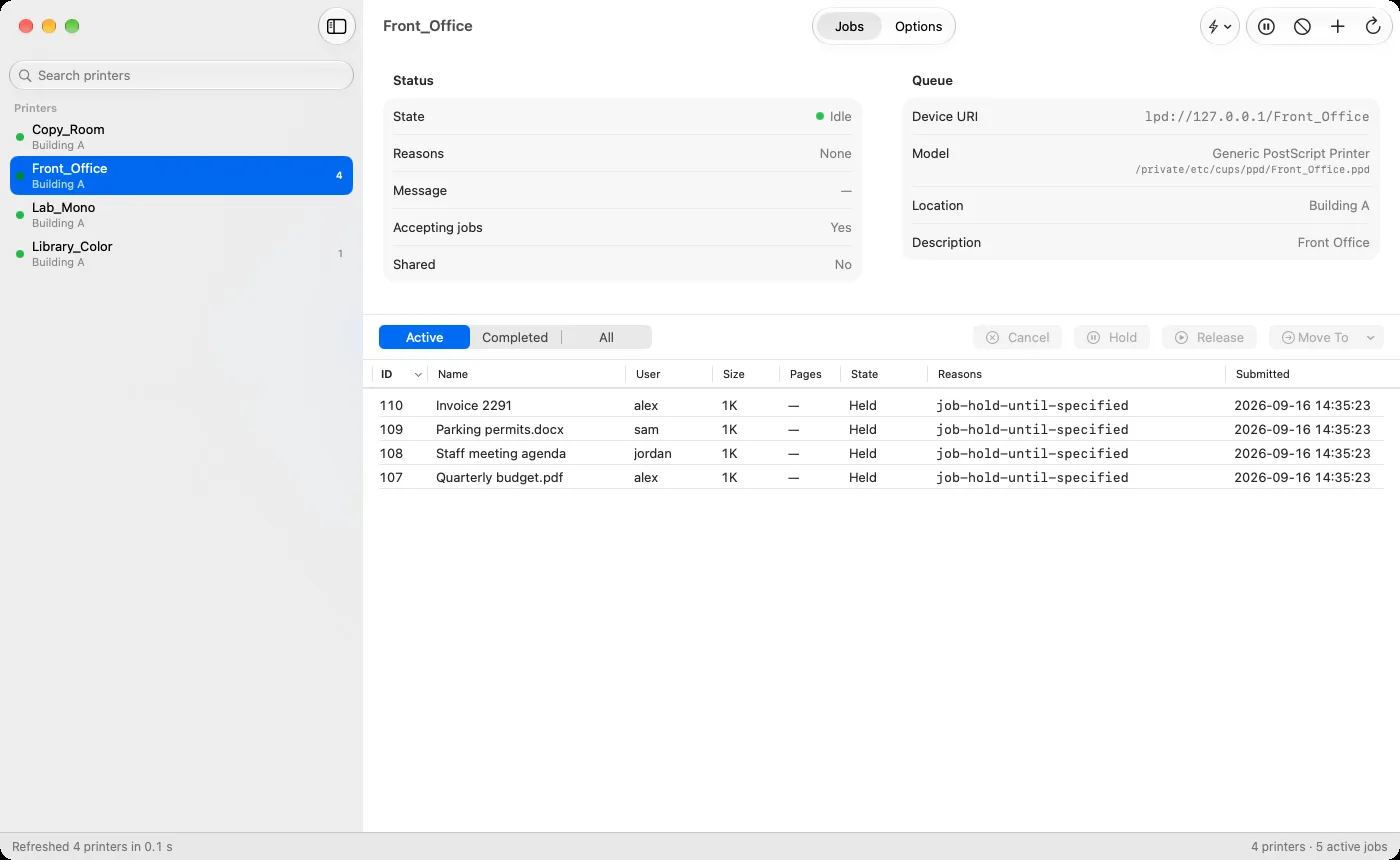 Front_Office
Jobs
Options
Search printers
Printers
Copy_Room
Building A
Front_Office
Building A
4
Lab_Mono
Building A
Library_Color
Building A
1
Status
State
Idle
Reasons
None
Message
—
Accepting jobs
Yes
Shared
No
Queue
Device URI
lpd://127.0.0.1/Front_Office
Model
Generic PostScript Printer
/private/etc/cups/ppd/Front_Office.ppd
Location
Building A
Description
Front Office
Active Completed All
Cancel Hold Release Move To
ID Name User Size Pages State Reasons Submitted
110 Invoice 2291 alex 1K — Held job-hold-until-specified 2026-09-16 14:35:23
109 Parking permits.docx sam 1K — Held job-hold-until-specified 2026-09-16 14:35:23
108 Staff meeting agenda jordan 1K — Held job-hold-until-specified 2026-09-16 14:35:23
107 Quarterly budget.pdf alex 1K — Held job-hold-until-specified 2026-09-16 14:35:23
Refreshed 4 printers in 0.1 s
4 printers · 5 active jobs